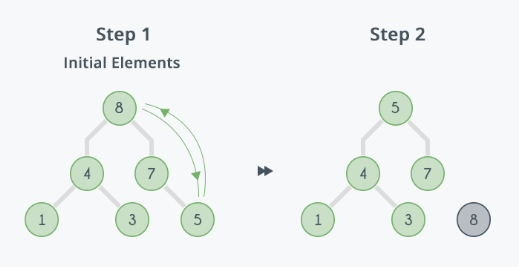 Step 1
Initial Elements
8
4 7
1 3 5
Step 2
5
4 7
1 3 8